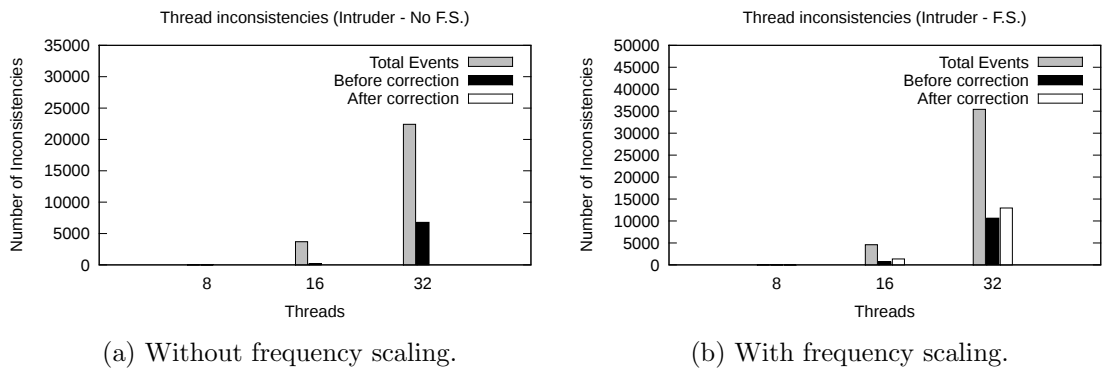 Thread inconsistencies (Intruder - No F.S.)
Number of Inconsistencies
35000
30000
25000
20000
15000
10000
5000
0
Total Events
Before correction
After correction
8 16 32
Threads
(a) Without frequency scaling.
Thread inconsistencies (Intruder - F.S.)
Number of Inconsistencies
50000
45000
40000
35000
30000
25000
20000
15000
10000
5000
0
Total Events
Before correction
After correction
8 16 32
Threads
(b) With frequency scaling.